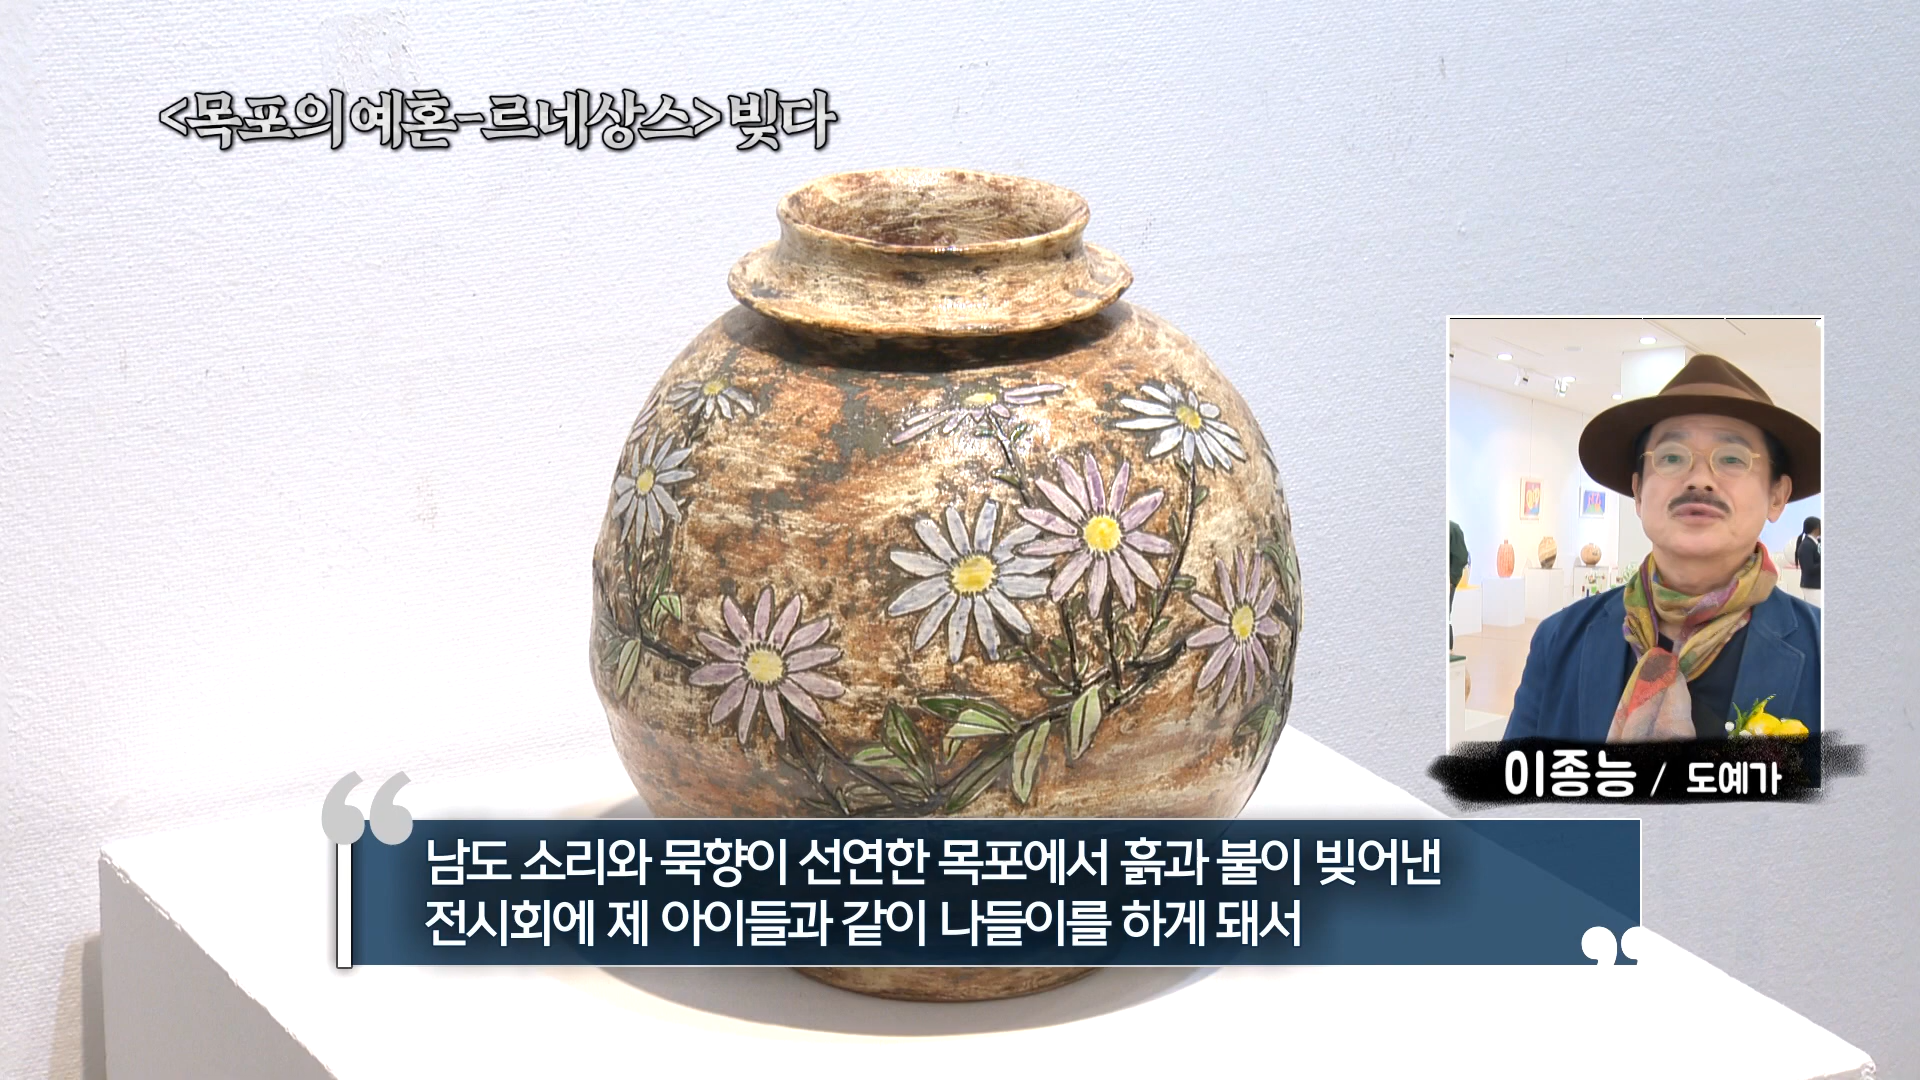 <목포의 예혼-르네상스> 빚다
이종능 / 도예가
남도 소리와 묵향이 선연한 목포에서 흙과 불이 빚어낸
전시회에 제 아이들과 같이 나들이를 하게 돼서